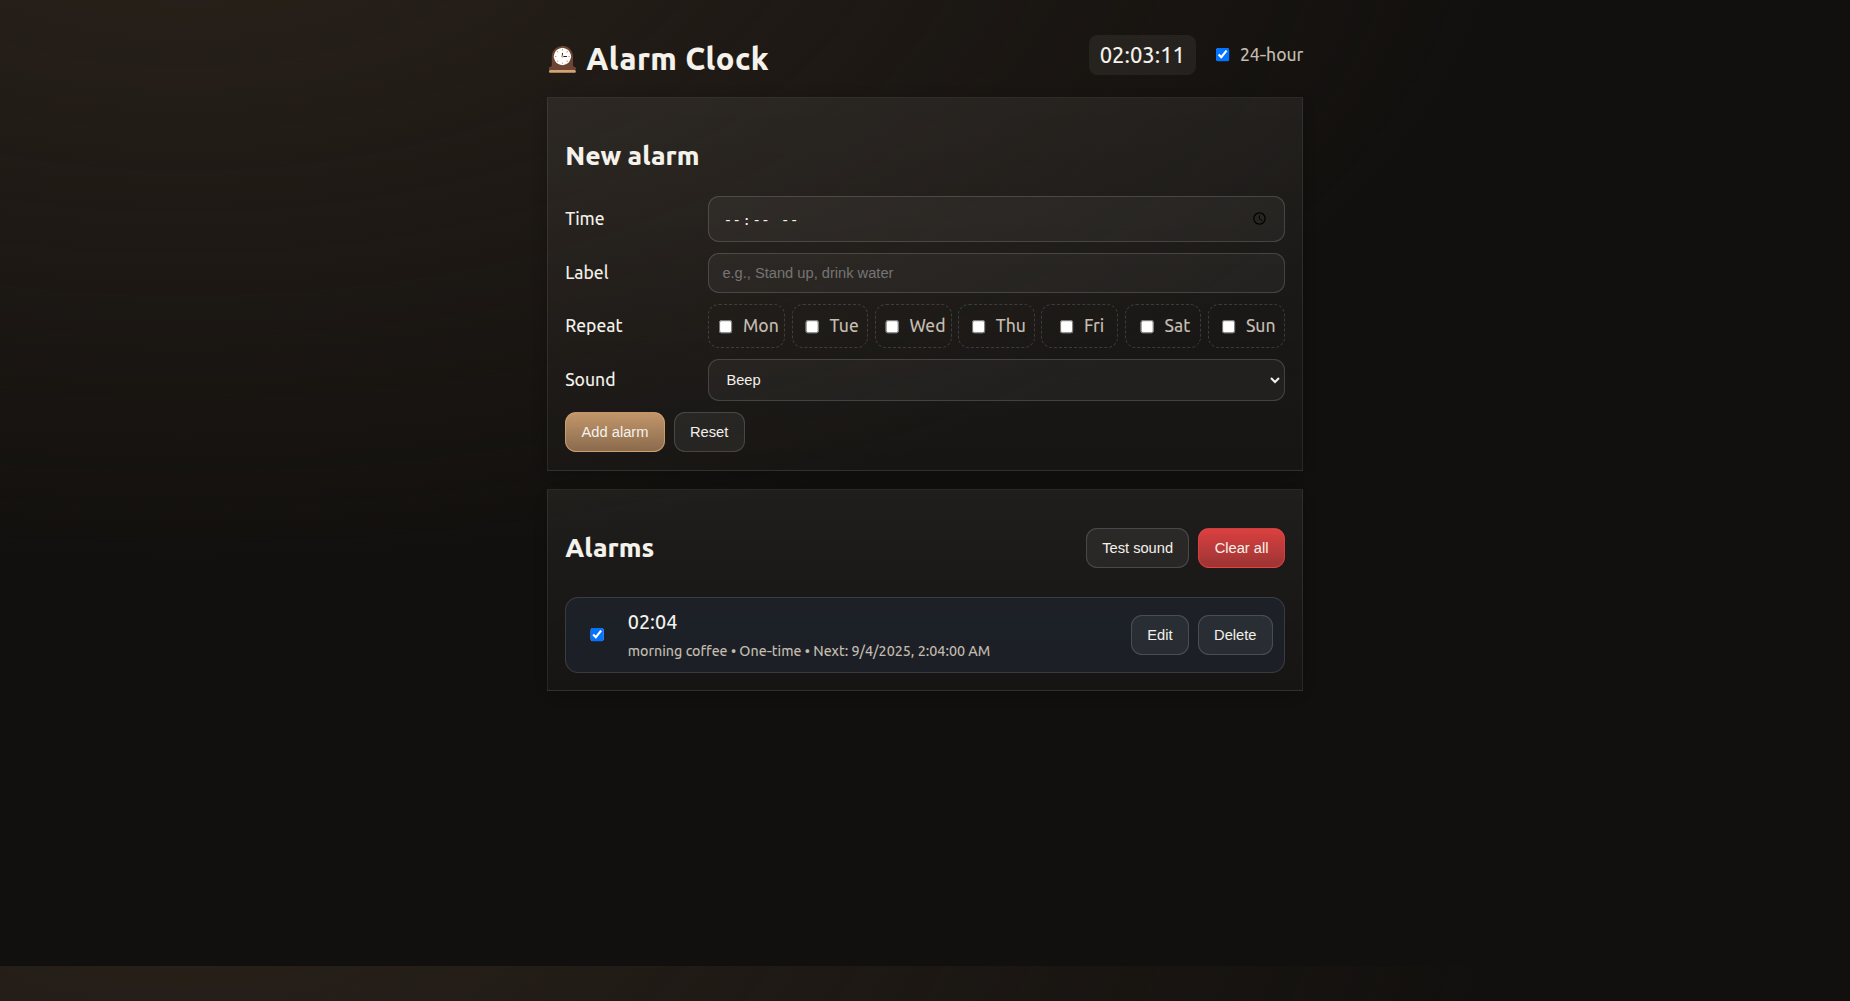 Alarm Clock
02:03:11
24-hour
New alarm
Time
--:-- --
Label
e.g., Stand up, drink water
Repeat
Mon Tue Wed Thu Fri Sat Sun
Sound
Beep
Add alarm Reset
Alarms
Test sound Clear all
02:04
morning coffee • One-time • Next: 9/4/2025, 2:04:00 AM
Edit Delete